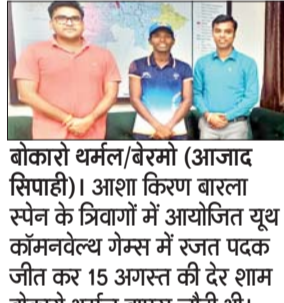 बोकारो थर्मल/बेरमो (आजाद
सिपाही)। आशा किरण बारला
स्पेन के त्रिवागों में आयोजित यूथ
कॉमनवेल्थ गेम्स में रजत पदक
जीत कर 15 अगस्त की देर शाम